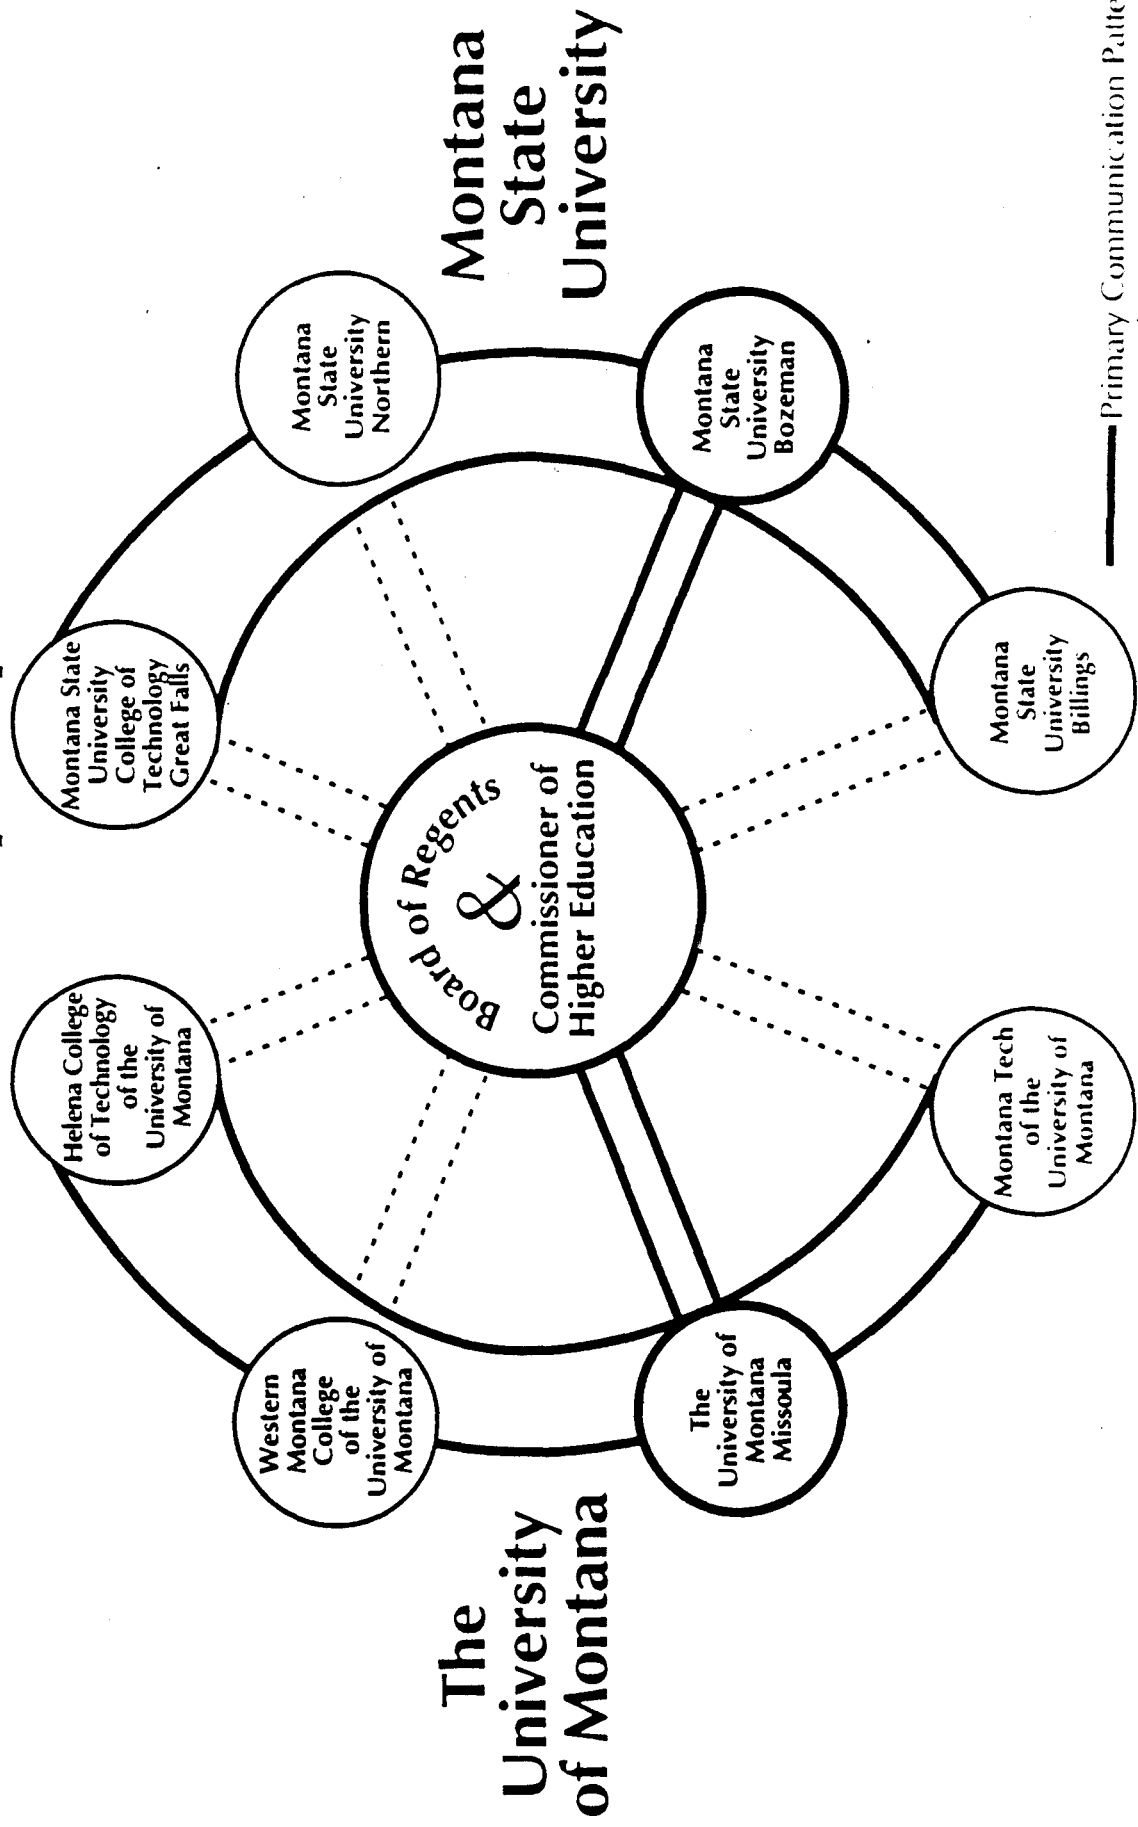 The
University
of Montana
Montana
State
University
Helena College
of Technology
of the
University of
Montana
Montana State
University
College of
Technology
Great Falls
Western
Montana
College
of the
University of
Montana
Montana
State
University
Northern
Board of Regents
&
Commissioner of
Higher Education
The
University of
Montana
Missoula
Montana
State
University
Bozeman
Montana Tech
of the
University of
Montana
Montana
State
University
Billings
Primary Communication Patte